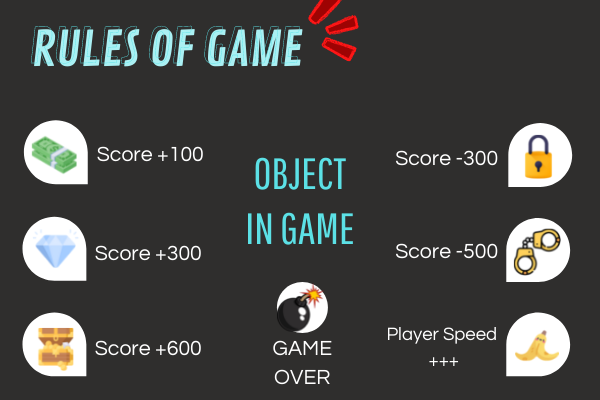 RULES OF GAME
Score +100
Score +300
Score +600
OBJECT
IN GAME
GAME
OVER
Score -300
Score -500
Player Speed
+++